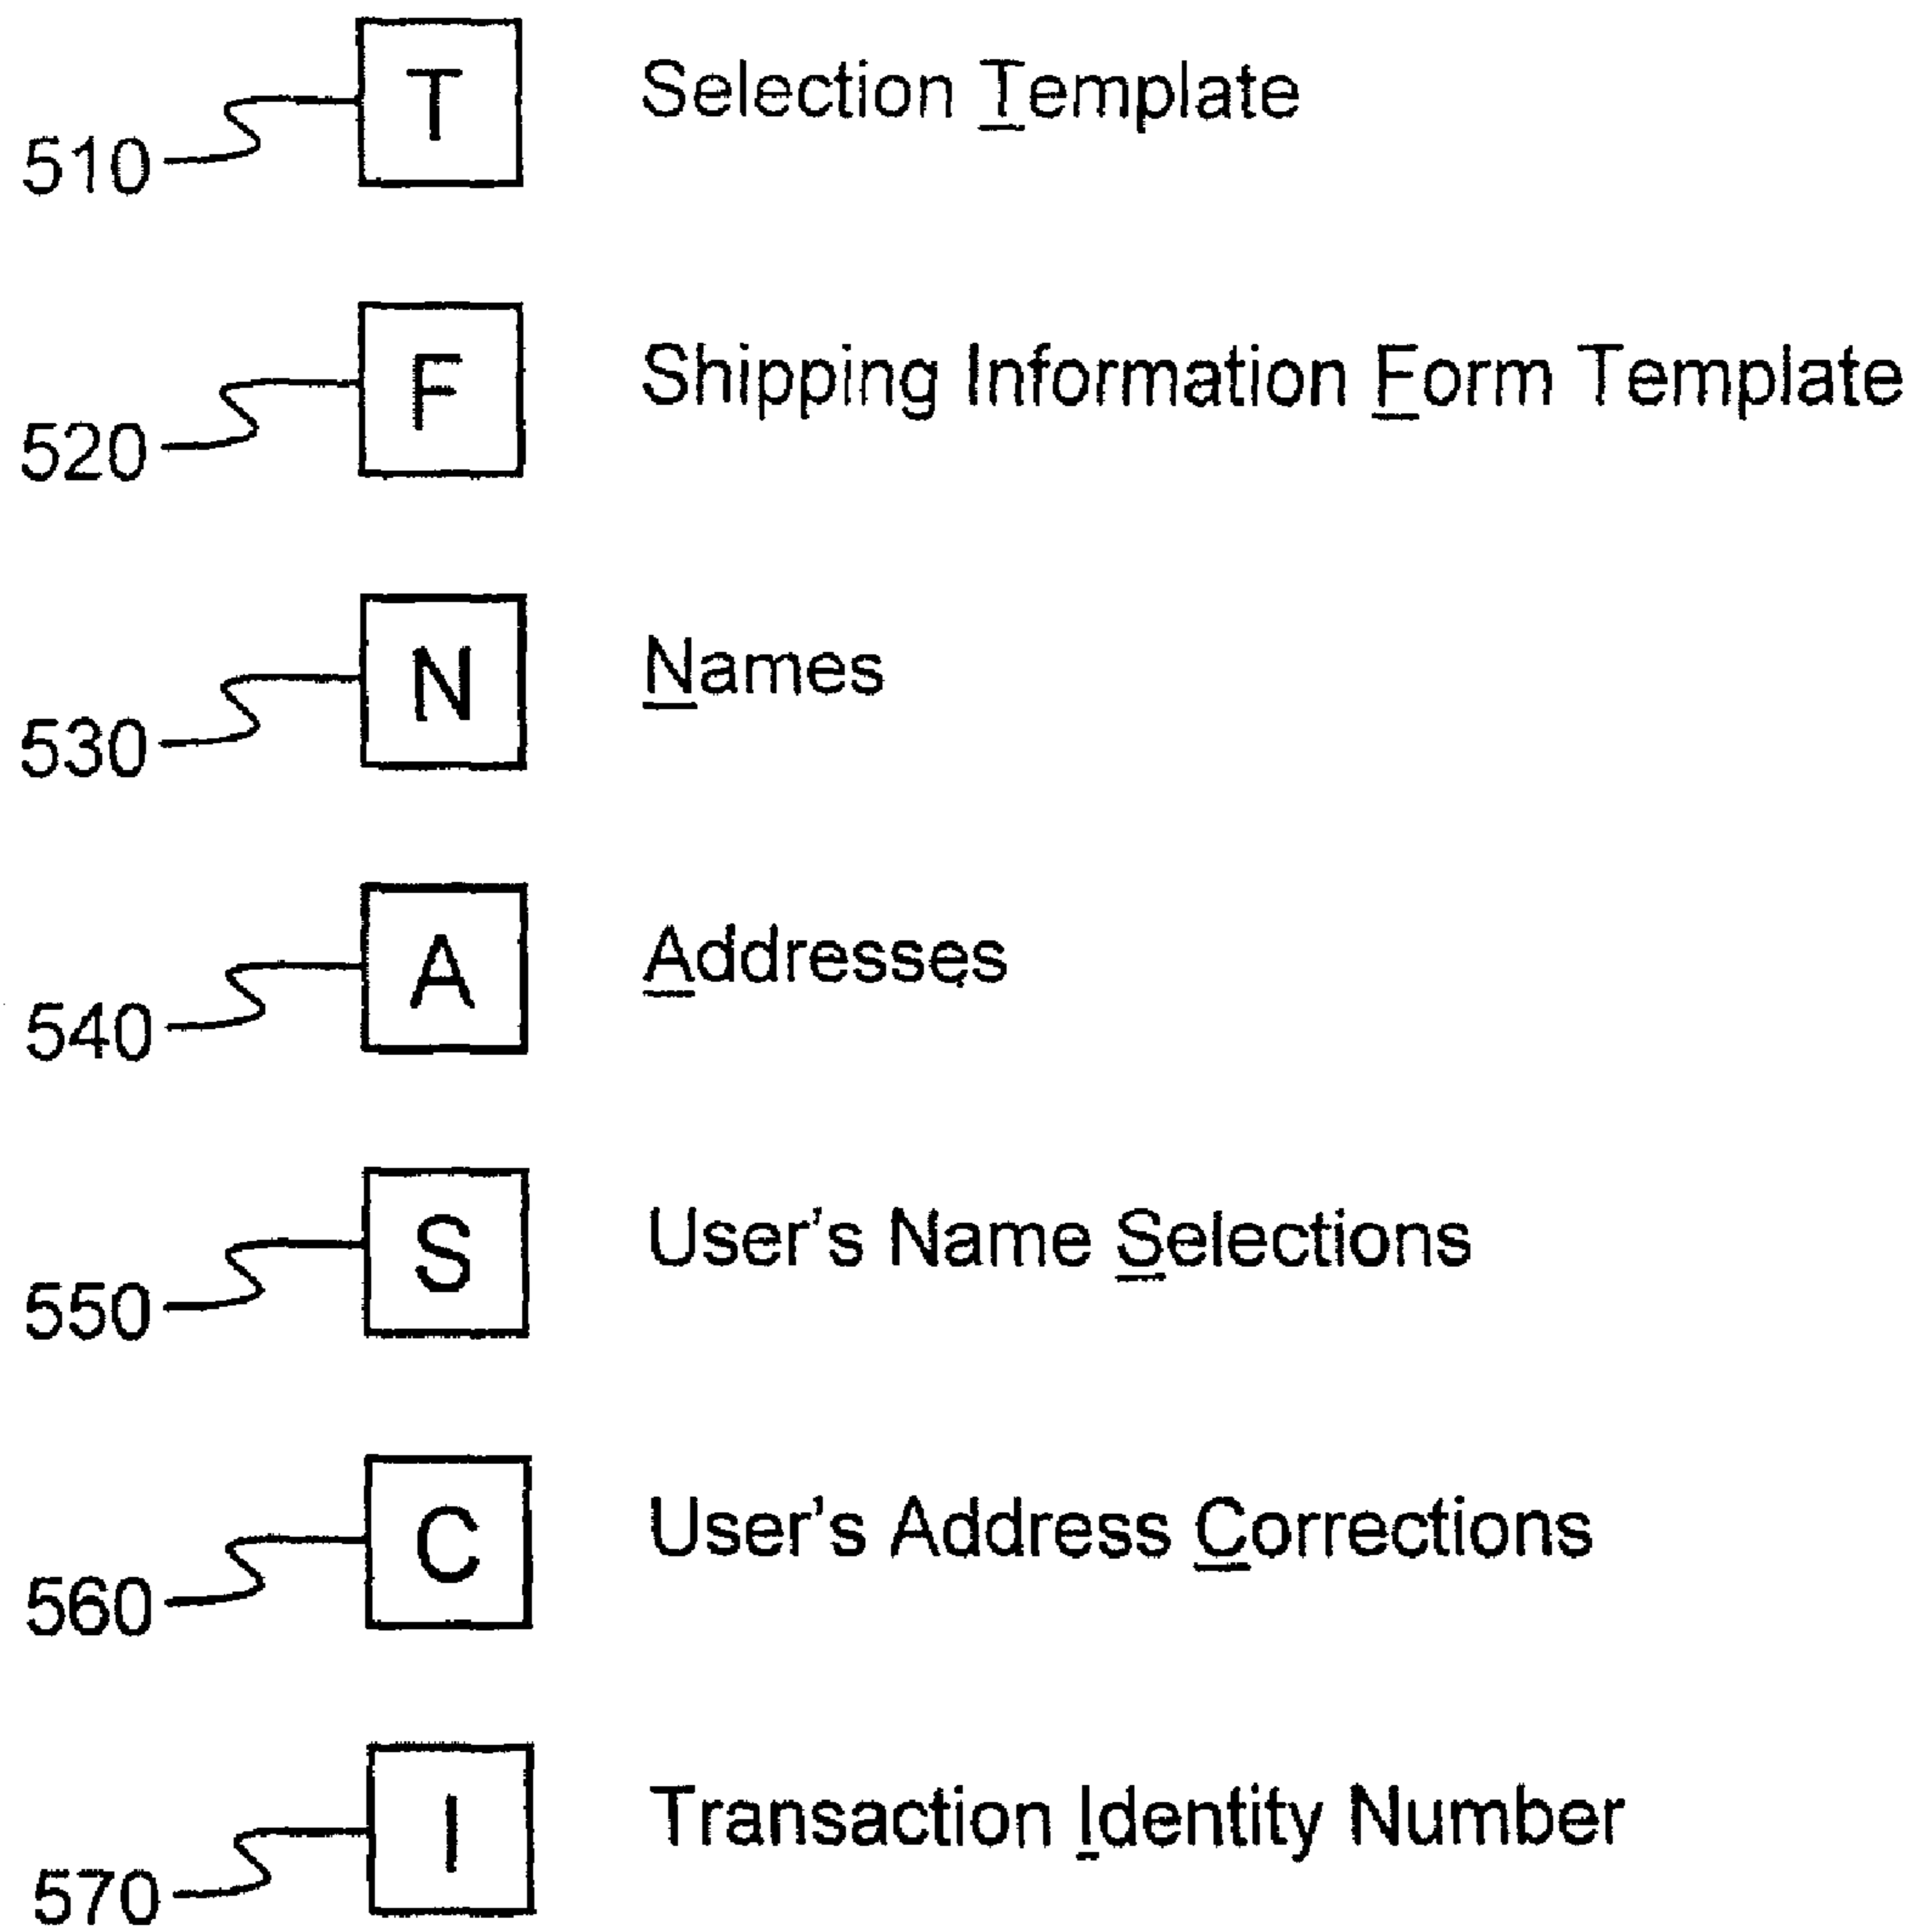 T Selection Template
510
F Shipping Information Form Template
520
N Names
530
A Addresses
540
S User's Name Selections
550
C User's Address Corrections
560
I Transaction Identity Number
570